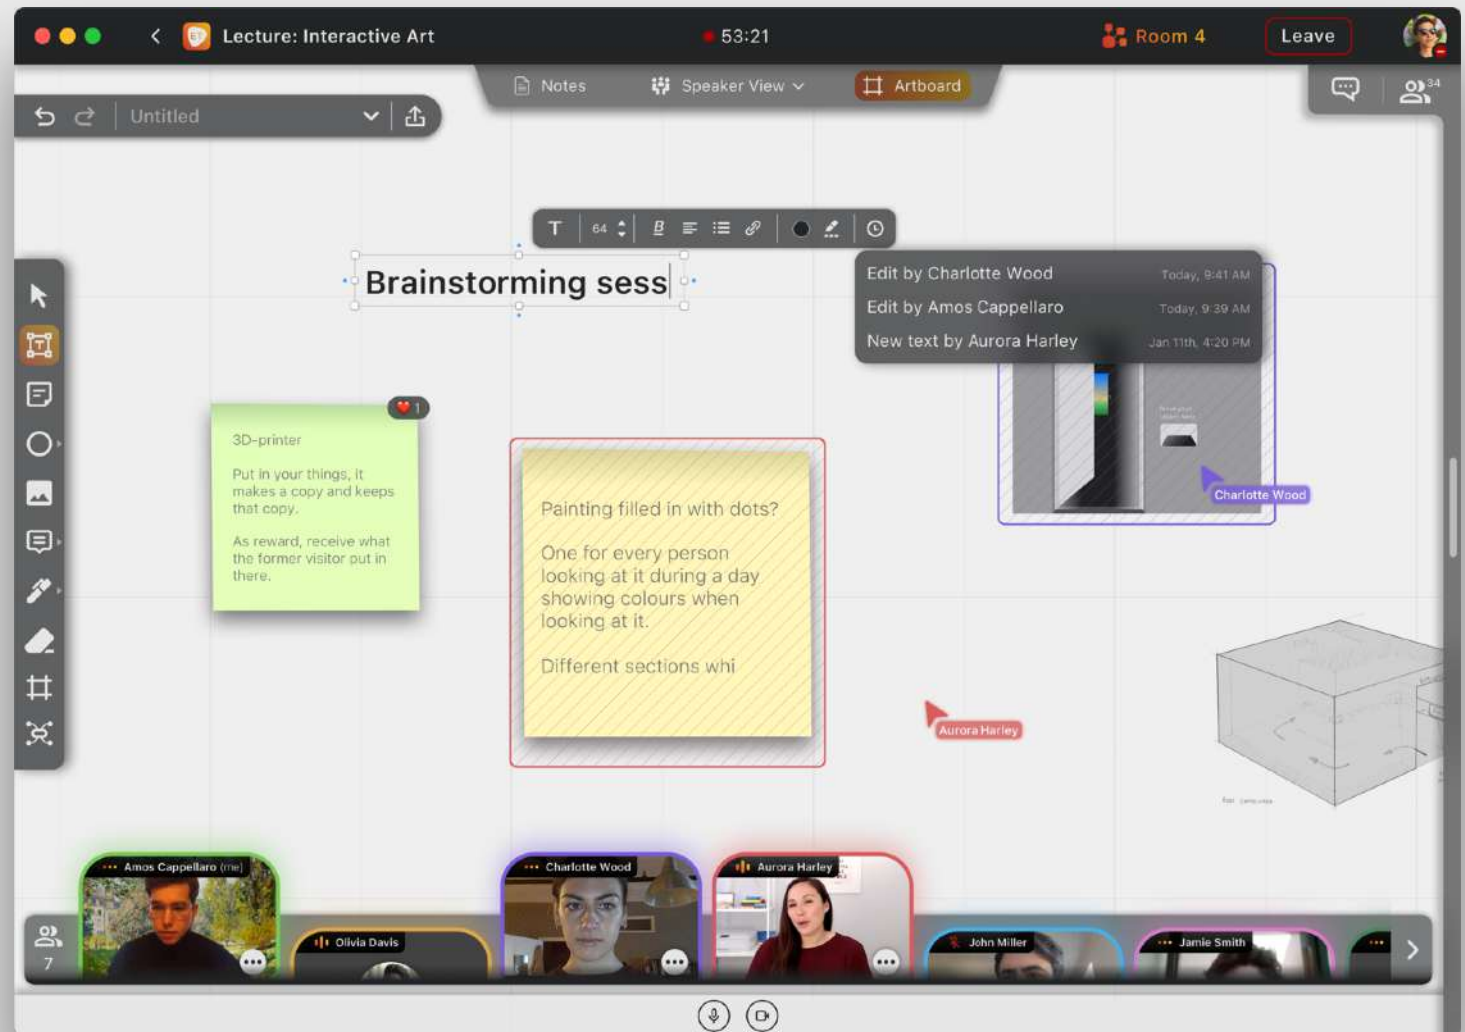 ET
Lecture: Interactive Art
53:21
Room 4
Leave
Notes
Speaker View
Artboard
34
Untitled
T
64
B
Brainstorming sess
Edit by Charlotte Wood
Today, 9:41 AM
Edit by Amos Cappellaro
Today, 9:39 AM
New text by Aurora Harley
Jan 11th, 4:20 PM
T
1
3D-printer
Put in your things, it
makes a copy and keeps
that copy.
As reward, receive what
the former visitor put in
there.
Painting filled in with dots?
One for every person
looking at it during a day
showing colours when
looking at it.
Different sections whi
Charlotte Wood
Aurora Harley
Amos Cappellaro (me)
Charlotte Wood
Aurora Harley
7
Olivia Davis
John Miller
Jamie Smith